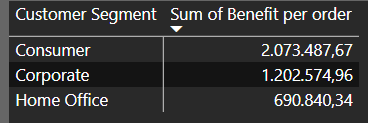 Customer Segment Sum of Benefit per order
Consumer 2.073.487,67
Corporate 1.202.574,96
Home Office 690.840,34